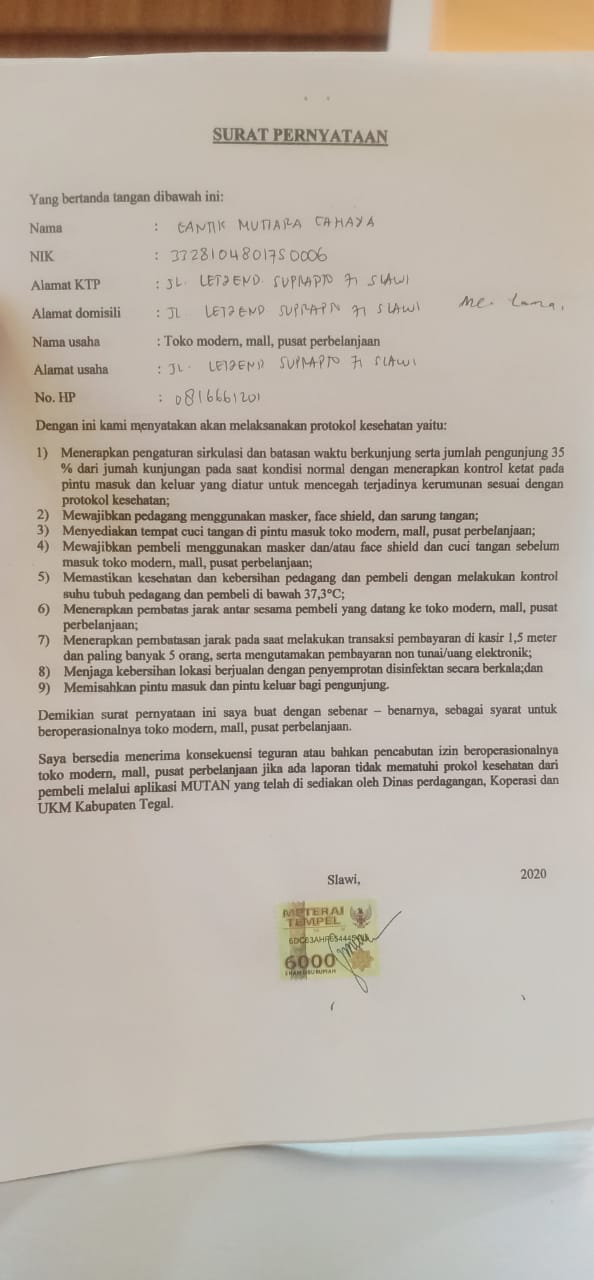 SURAT PERNYATAAN
Yang bertanda tangan dibawah ini:
Nama : CANTIK MUTIARA CAHAYA
NIK : 3328104801750006
Alamat KTP : JL. LETJEND. SUPRAPTO 71 SLAWI
Alamat domisili : JL LETJEND SUPRAPTO 71 SLAWI
Nama usaha : Toko modern, mall, pusat perbelanjaan
Alamat usaha : JL. LETJEND SUPRAPTO 71 SLAWI
No. HP : 0816661201
Dengan ini kami menyatakan akan melaksanakan protokol kesehatan yaitu:
1) Menerapkan pengaturan sirkulasi dan batasan waktu berkunjung serta jumlah pengunjung 35
% dari jumah kunjungan pada saat kondisi normal dengan menerapkan kontrol ketat pada
pintu masuk dan keluar yang diatur untuk mencegah terjadinya kerumunan sesuai dengan
protokol kesehatan;
2) Mewajibkan pedagang menggunakan masker, face shield, dan sarung tangan;
3) Menyediakan tempat cuci tangan di pintu masuk toko modern, mall, pusat perbelanjaan;
4) Mewajibkan pembeli menggunakan masker dan/atau face shield dan cuci tangan sebelum
masuk toko modern, mall, pusat perbelanjaan;
5) Memastikan kesehatan dan kebersihan pedagang dan pembeli dengan melakukan kontrol
suhu tubuh pedagang dan pembeli di bawah 37,3°C;
6) Menerapkan pembatas jarak antar sesama pembeli yang datang ke toko modern, mall, pusat
perbelanjaan;
7) Menerapkan pembatasan jarak pada saat melakukan transaksi pembayaran di kasir 1,5 meter
dan paling banyak 5 orang, serta mengutamakan pembayaran non tunai/uang elektronik;
8) Menjaga kebersihan lokasi berjualan dengan penyemprotan disinfektan secara berkala;dan
9) Memisahkan pintu masuk dan pintu keluar bagi pengunjung.
Demikian surat pernyataan ini saya buat dengan sebenar – benarnya, sebagai syarat untuk
beroperasionalnya toko modern, mall, pusat perbelanjaan.
Saya bersedia menerima konsekuensi teguran atau bahkan pencabutan izin beroperasionalnya
toko modern, mall, pusat perbelanjaan jika ada laporan tidak mematuhi prokol kesehatan dari
pembeli melalui aplikasi MUTAN yang telah di sediakan oleh Dinas perdagangan, Koperasi dan
UKM Kabupaten Tegal.
Slawi, 2020
METERAI
TEMPEL
6000
ENAM RIBU RUPIAH